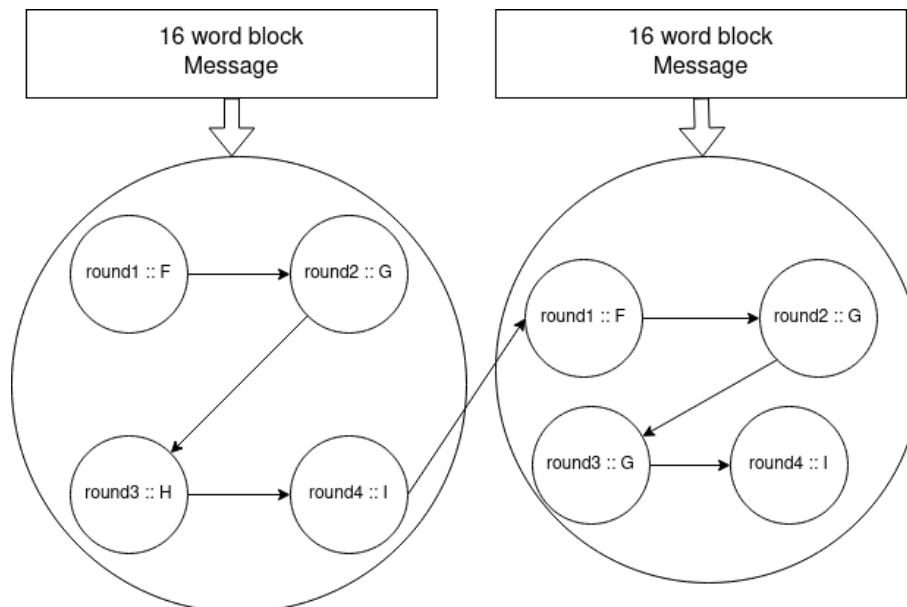 16 word block
Message
16 word block
Message
round1 :: F
round2 :: G
round3 :: H
round4 :: I
round1 :: F
round2 :: G
round3 :: G
round4 :: I